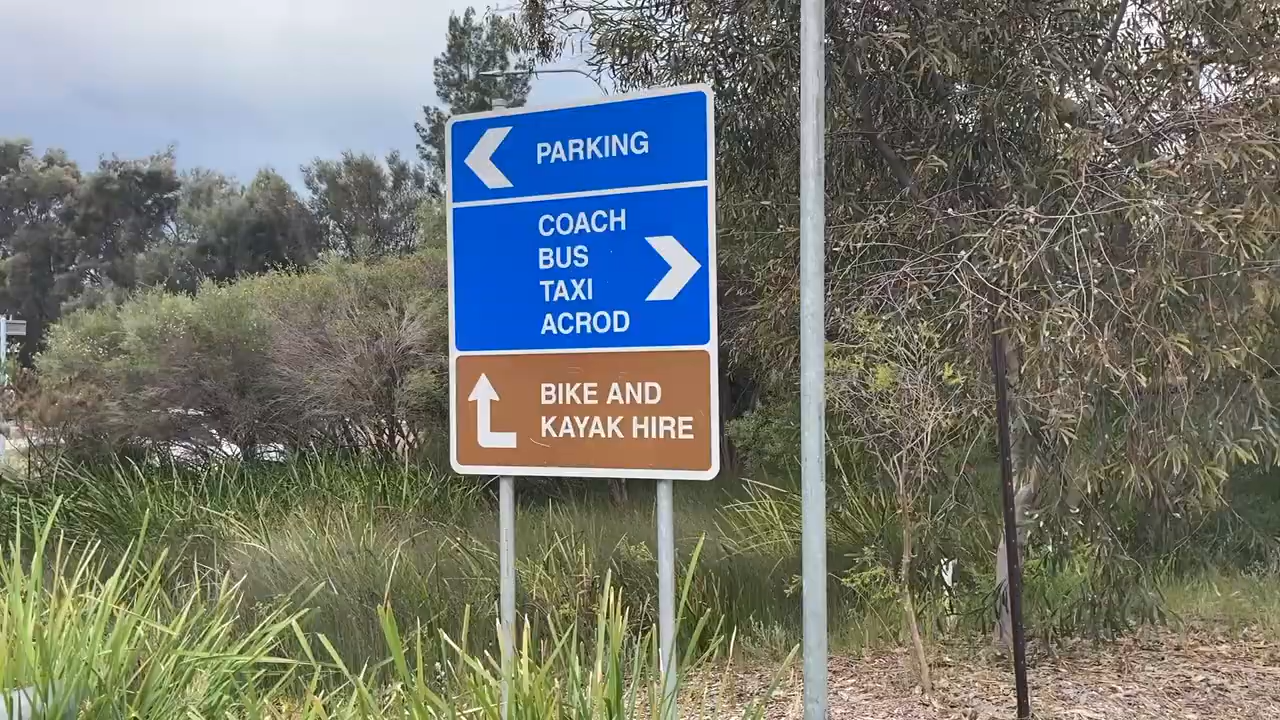 PARKING
COACH
BUS
TAXI
ACROD
BIKE AND
KAYAK HIRE